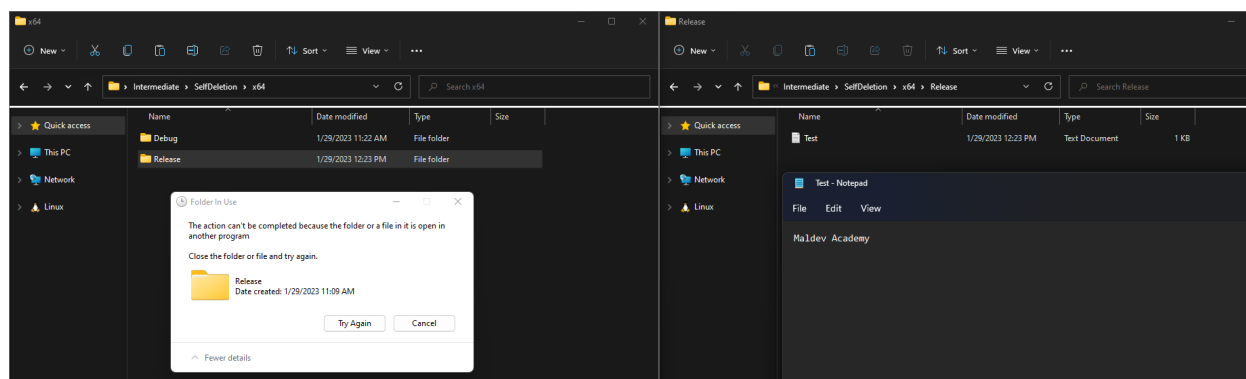 x64
New
Sort
View
Intermediate > SelfDeletion > x64
Search x64
Name Date modified Type Size
Quick access
This PC
Network
Linux
Debug 1/29/2023 11:22 AM File folder
Release 1/29/2023 12:23 PM File folder
Folder In Use
The action can't be completed because the folder or a file in it is open in
another program
Close the folder or file and try again.
Release
Date created: 1/29/2023 11:09 AM
Try Again Cancel
Fewer details
Release
New
Sort
View
Intermediate > SelfDeletion > x64 > Release
Search Release
Name Date modified Type Size
Quick access
This PC
Network
Linux
Test 1/29/2023 12:23 PM Text Document 1 KB
Test - Notepad
File Edit View
Maldev Academy